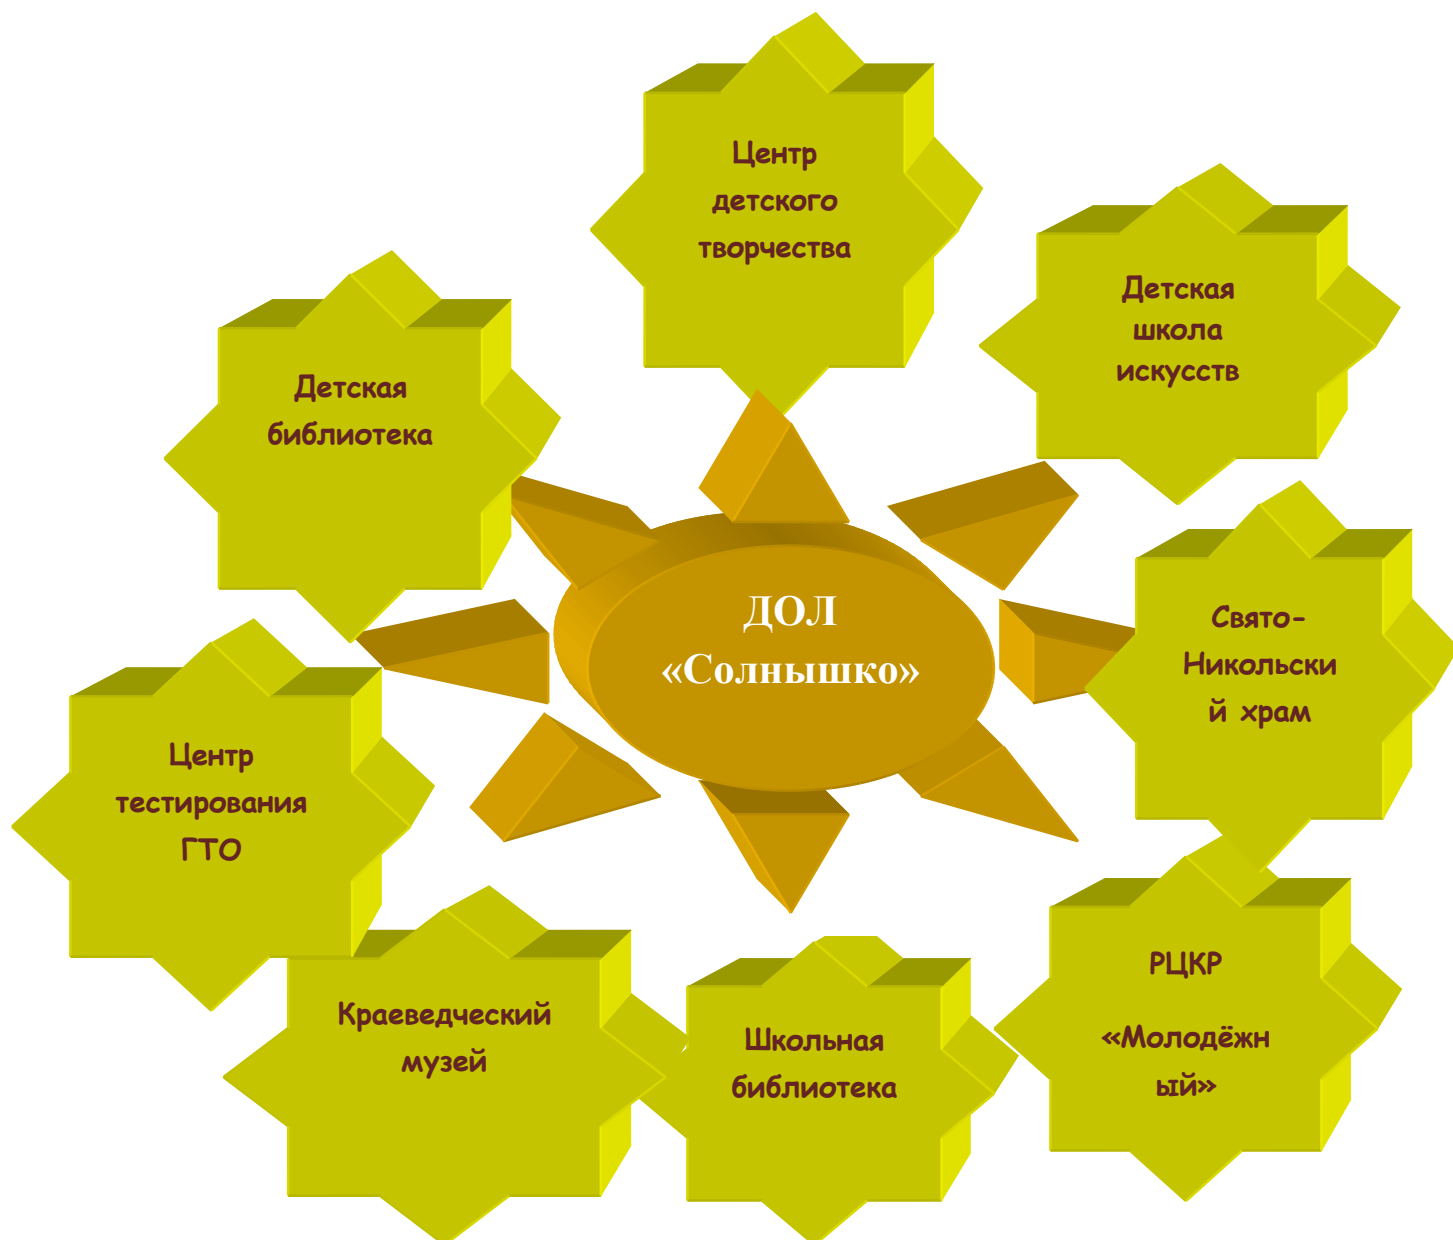 Центр
детского
творчества
Детская
школа
искусств
Детская
библиотека
ДОЛ
«Солнышко»
Свято-
Никольски
й храм
Центр
тестирования
ГТО
РЦКР
«Молодёжн
ый»
Краеведческий
музей
Школьная
библиотека